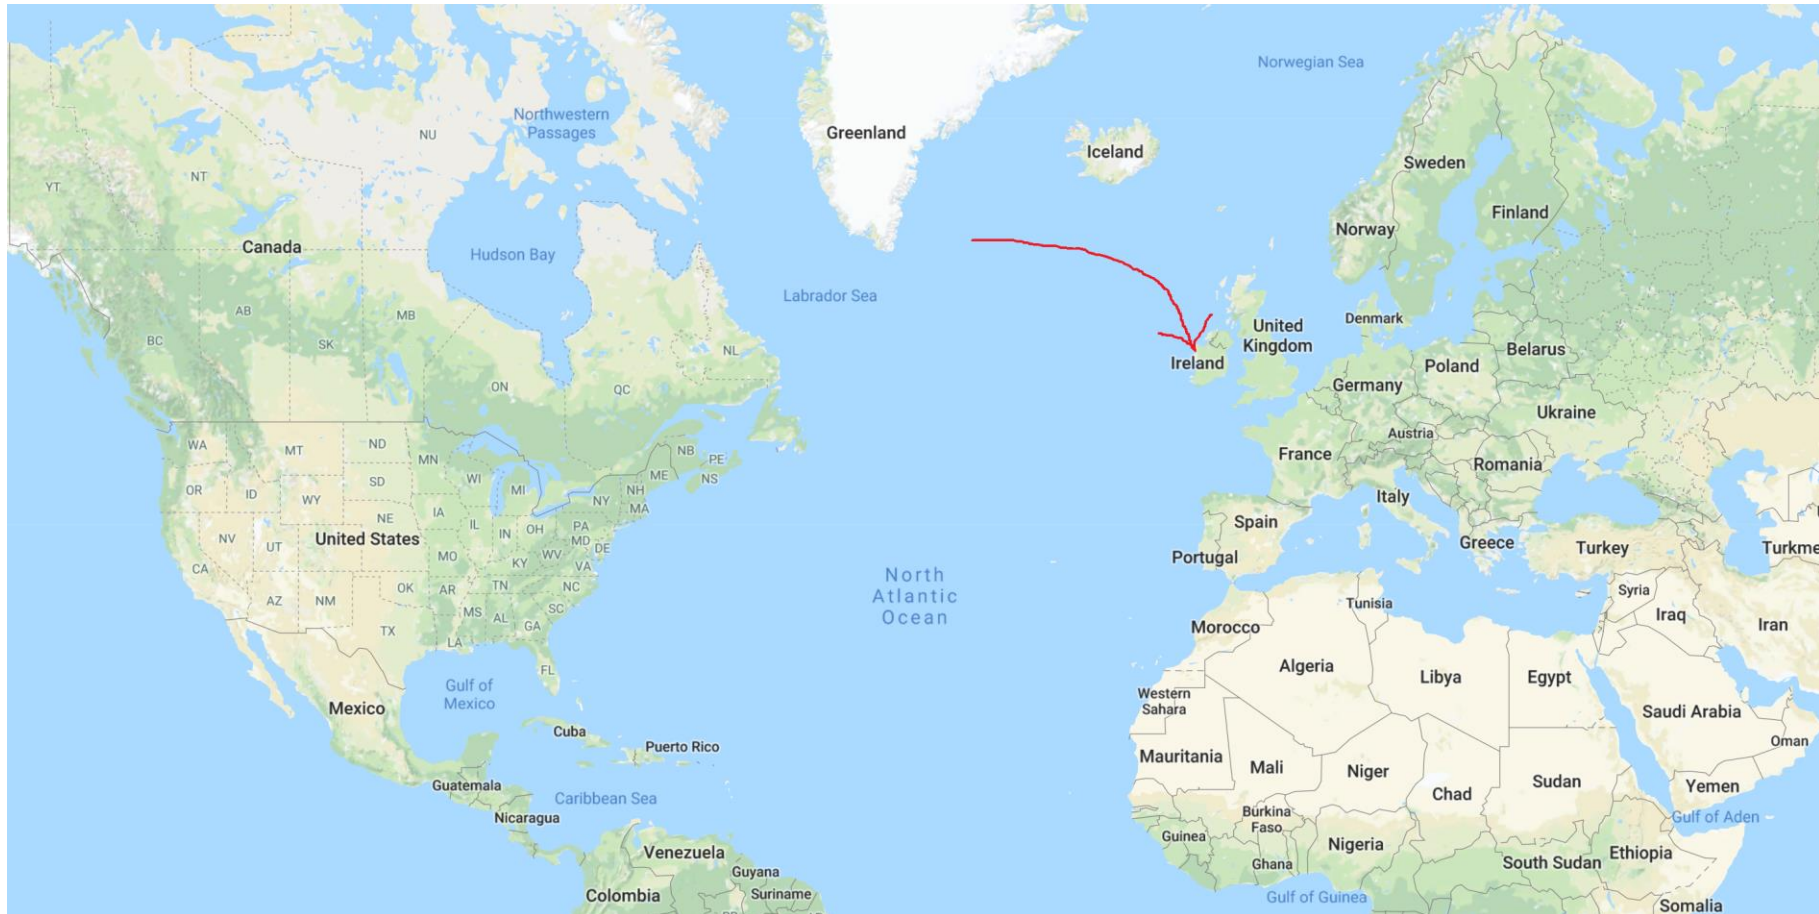 Norwegian Sea
Northwestern
Passages
Greenland
NU
Iceland
Sweden
NT
YT
Finland
Norway
Canada
Hudson Bay
Labrador Sea
AB
MB
Denmark
United
Kingdom
BC
SK
NL
Belarus
Ireland
Poland
Germany
ON
QC
Ukraine
Austria
WA
MT
ND
MN
NB
PE
France
Romania
ME
NS
WI
SD
OR
ID
WY
MI
NY
NH
MA
Italy
NE
IA
IL
IN
OH
PA
Spain
NV
UT
United States
MD
DE
Greece
Turkey
Turkme
MO
KY
WV
VA
Portugal
CA
North
Atlantic
Ocean
OK
AR
TN
NC
AZ
NM
Syria
Tunisia
Iraq
MS
AL
SC
GA
Iran
TX
LA
Morocco
FL
Algeria
Libya
Egypt
Gulf of
Mexico
Western
Sahara
Mexico
Saudi Arabia
Cuba
Puerto Rico
Oman
Mauritania
Mali
Niger
Sudan
Guatemala
Caribbean Sea
Chad
Yemen
Nicaragua
Burkina
Faso
Gulf of Aden
Guinea
Nigeria
Venezuela
Ghana
South Sudan
Ethiopia
Guyana
Colombia
Suriname
Gulf of Guinea
Somalia